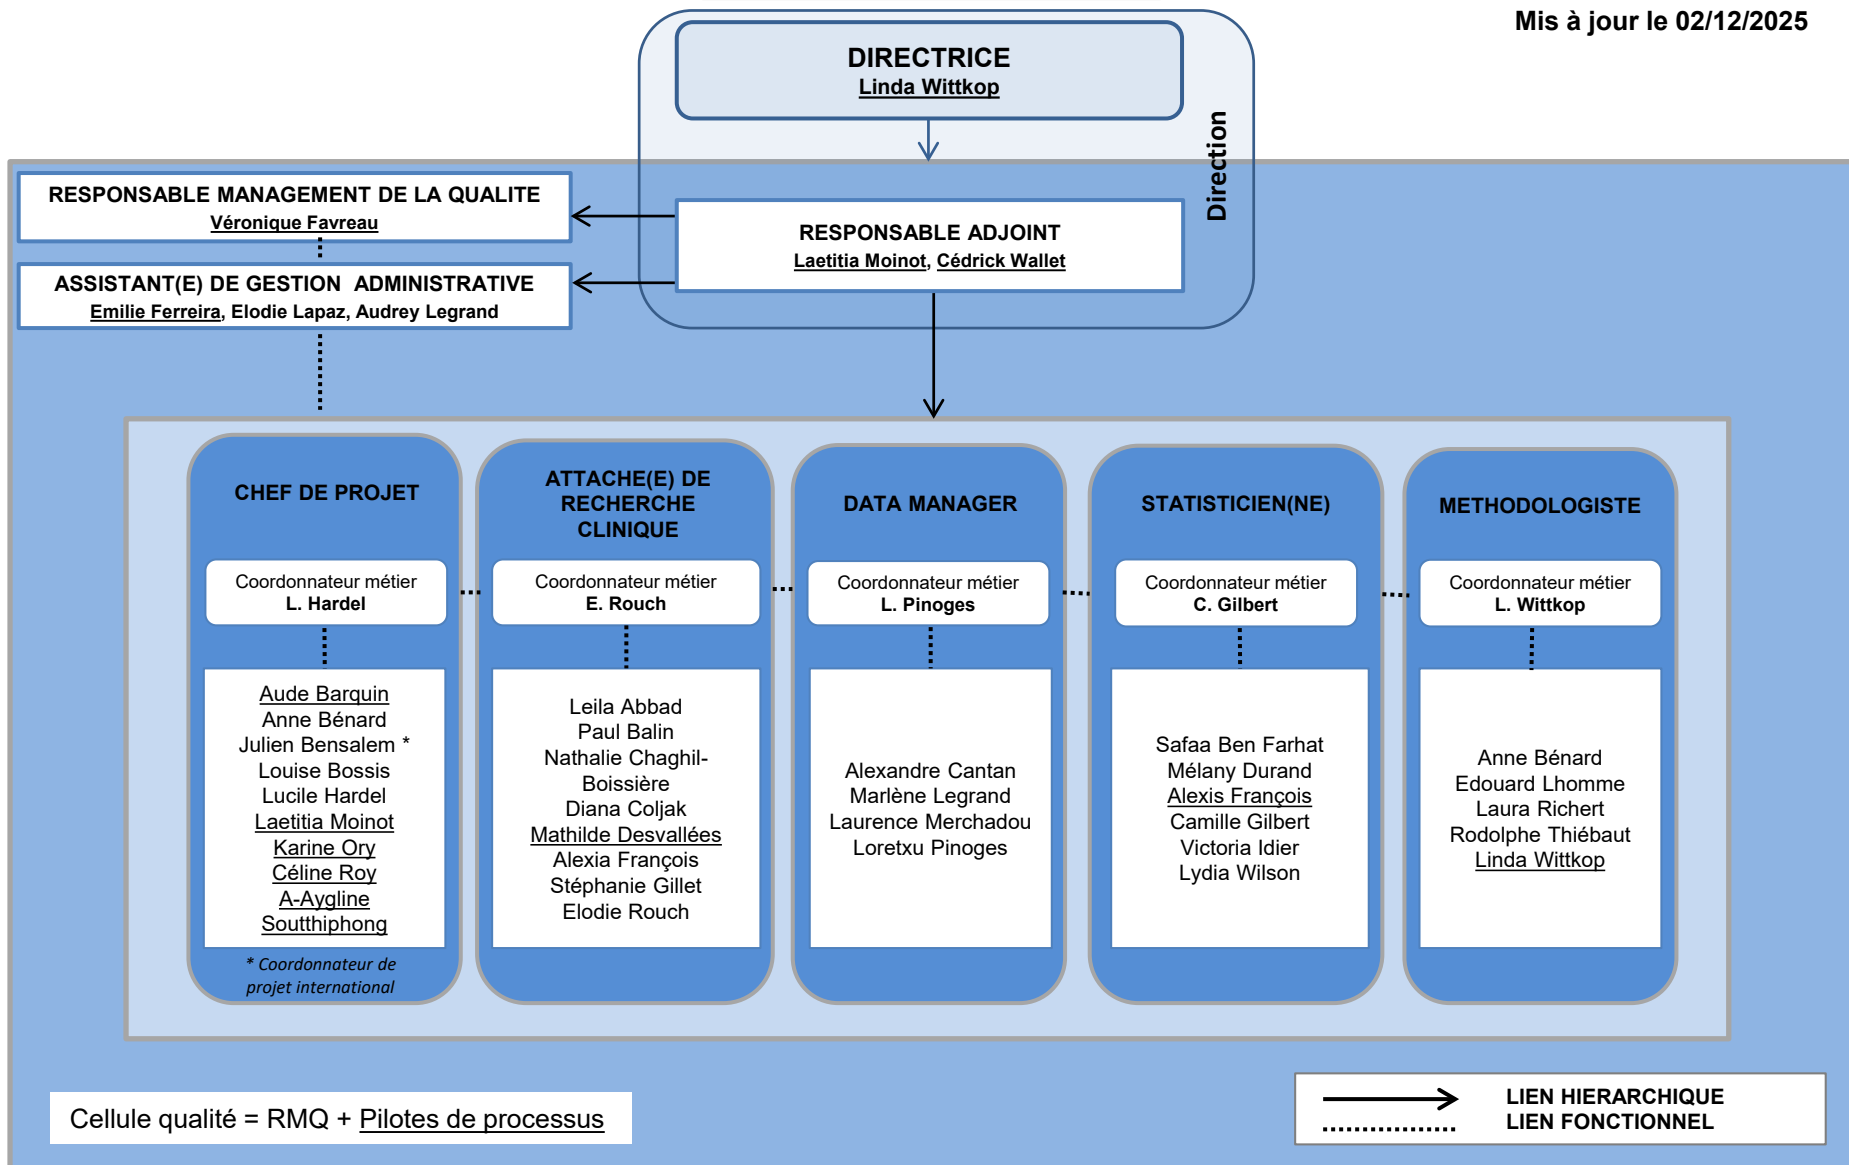 Mis à jour le 02/12/2025
DIRECTRICE
Linda Wittkop
Direction
RESPONSABLE MANAGEMENT DE LA QUALITE
Véronique Favreau
RESPONSABLE ADJOINT
Laetitia Moinot, Cédrick Wallet
ASSISTANT(E) DE GESTION ADMINISTRATIVE
Emilie Ferreira, Elodie Lapaz, Audrey Legrand
CHEF DE PROJET
Coordonnateur métier
L. Hardel
Aude Barquin
Anne Bénard
Julien Bensalem *
Louise Bossis
Lucile Hardel
Laetitia Moinot
Karine Ory
Céline Roy
A-Aygline
Soutthiphong
* Coordonnateur de
projet international
ATTACHE(E) DE
RECHERCHE
CLINIQUE
Coordonnateur métier
E. Rouch
Leila Abbad
Paul Balin
Nathalie Chaghil-
Boissière
Diana Coljak
Mathilde Desvallées
Alexia François
Stéphanie Gillet
Elodie Rouch
DATA MANAGER
Coordonnateur métier
L. Pinoges
Alexandre Cantan
Marlène Legrand
Laurence Merchadou
Loretxu Pinoges
STATISTICIEN(NE)
Coordonnateur métier
C. Gilbert
Safaa Ben Farhat
Mélany Durand
Alexis François
Camille Gilbert
Victoria Idier
Lydia Wilson
METHODOLOGISTE
Coordonnateur métier
L. Wittkop
Anne Bénard
Edouard Lhomme
Laura Richert
Rodolphe Thiébaut
Linda Wittkop
Cellule qualité = RMQ + Pilotes de processus
LIEN HIERARCHIQUE
LIEN FONCTIONNEL